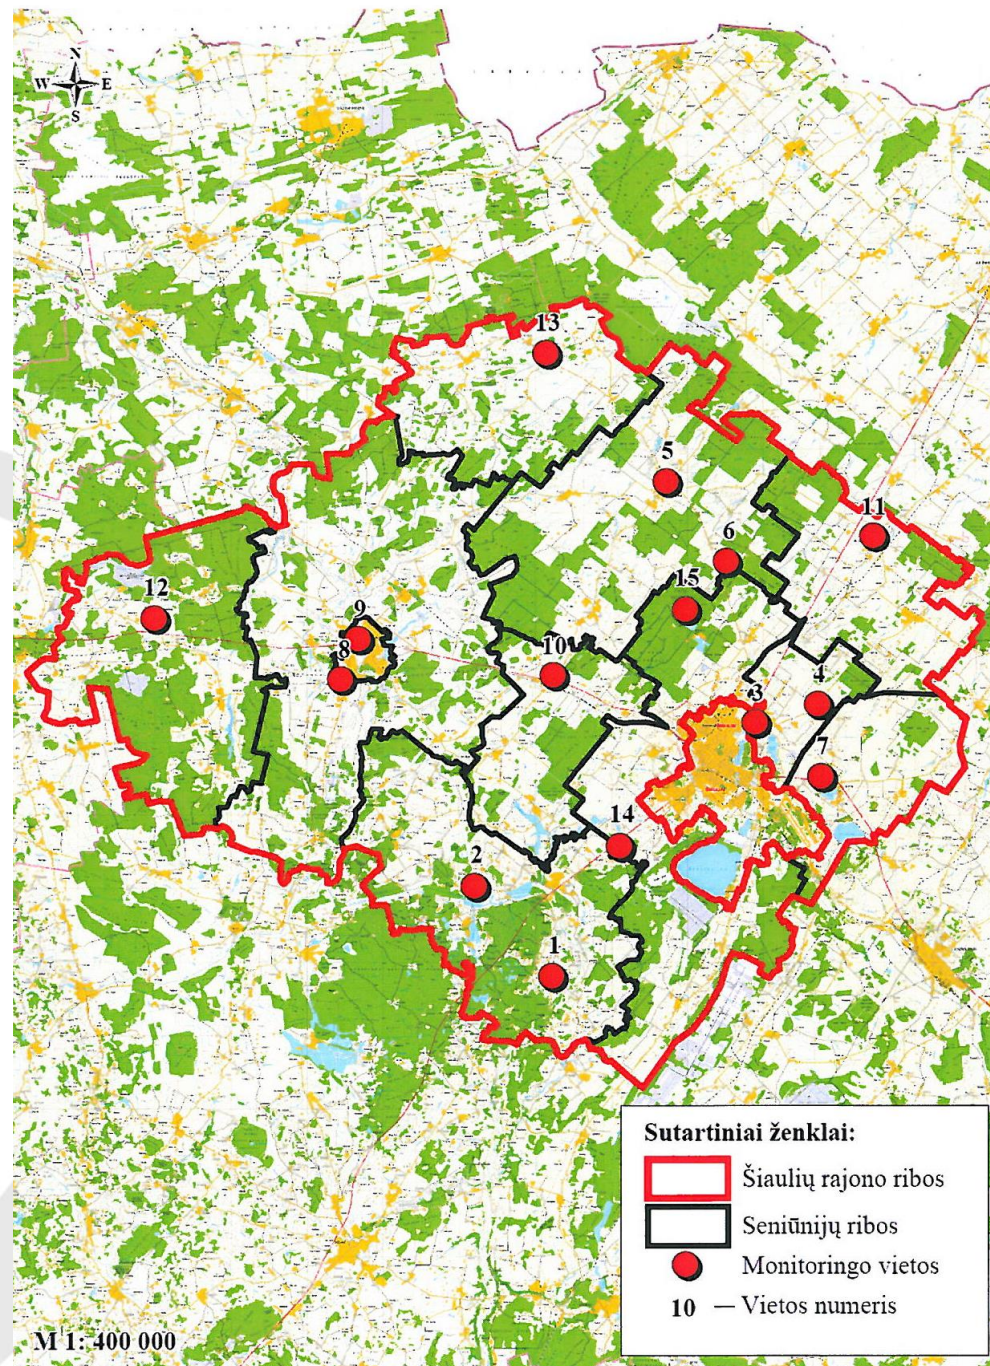 N
W E
S
13
5
11
6
12
15
9
8
10
4
3
7
14
2
1
Sutartiniai ženklai:
Šiaulių rajono ribos
Seniūnijų ribos
Monitoringo vietos
10 – Vietos numeris
M 1: 400 000